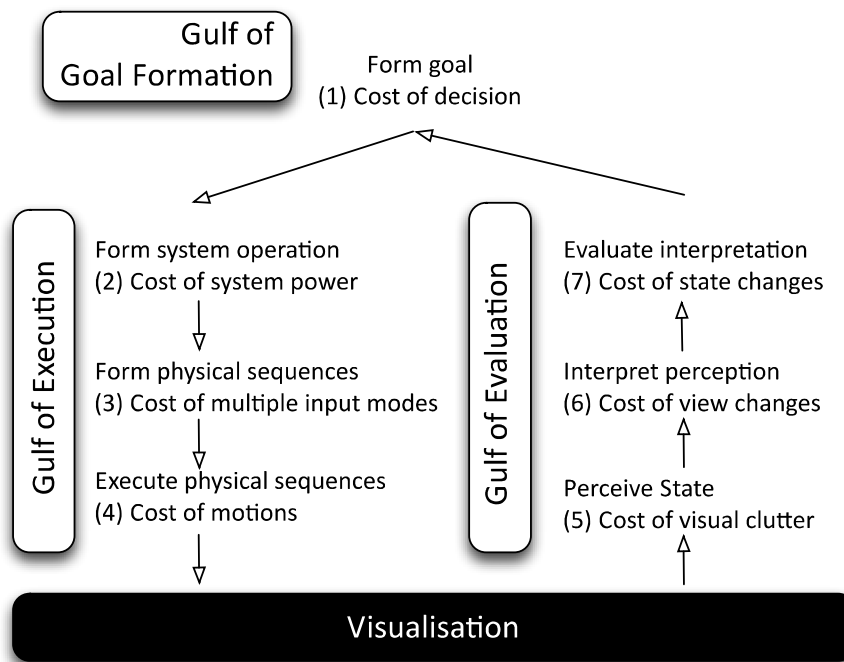 Gulf of
Goal Formation
Form goal
(1) Cost of decision
Gulf of Execution
Form system operation
(2) Cost of system power
Form physical sequences
(3) Cost of multiple input modes
Execute physical sequences
(4) Cost of motions
Gulf of Evaluation
Evaluate interpretation
(7) Cost of state changes
Interpret perception
(6) Cost of view changes
Perceive State
(5) Cost of visual clutter
Visualisation